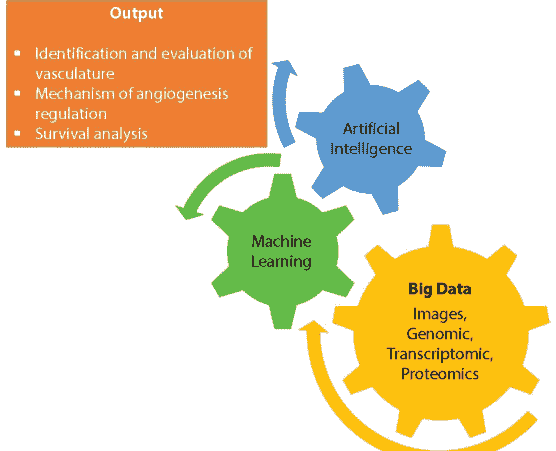 Output
▪ Identification and evaluation of
vasculature
▪ Mechanism of angiogenesis
regulation
▪ Survival analysis
Artificial
Intelligence
Machine
Learning
Big Data
Images,
Genomic,
Transcriptomic,
Proteomics